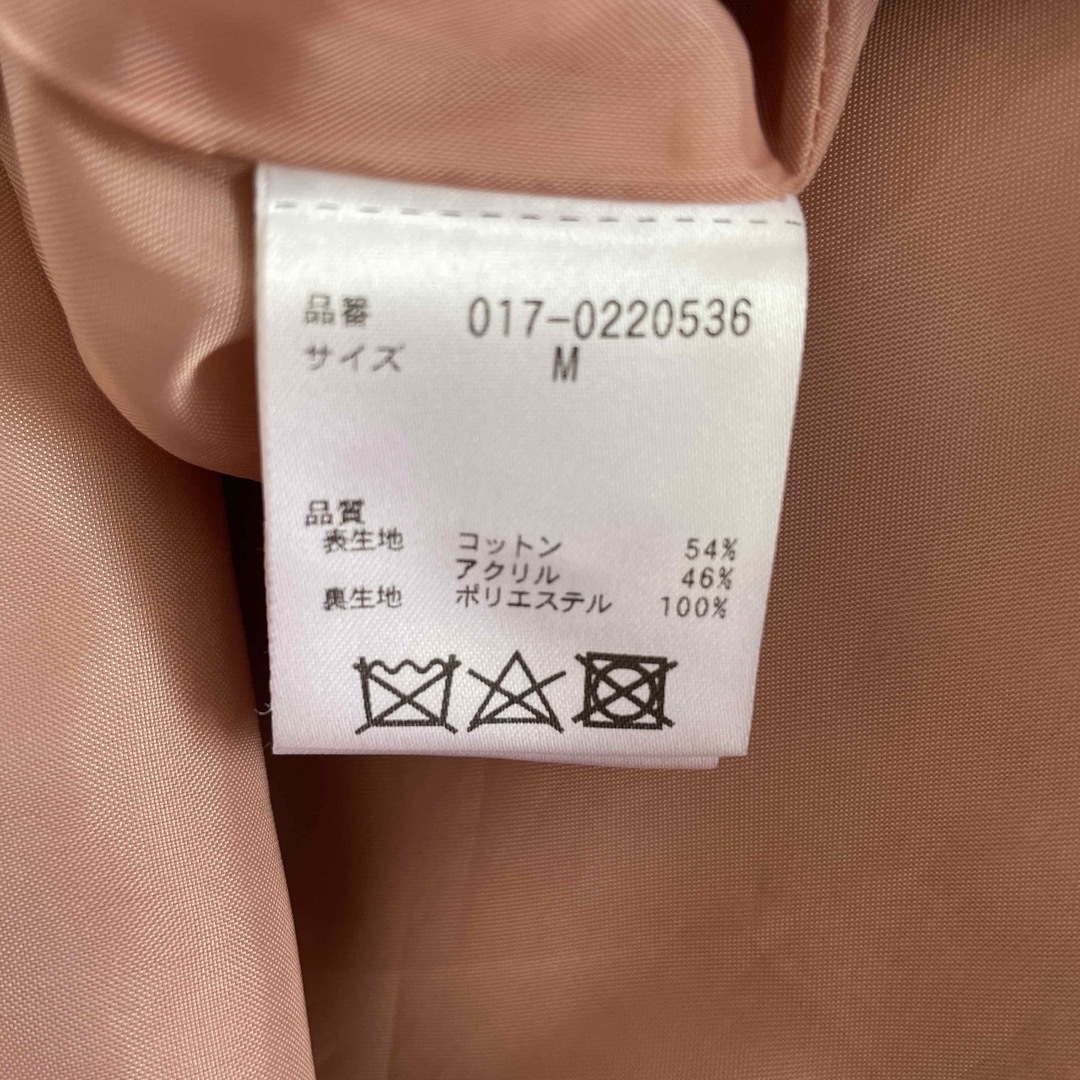 品番 017-0220536
サイズ M
品質
表生地 コットン 54%
アクリル 46%
裏生地 ポリエステル 100%